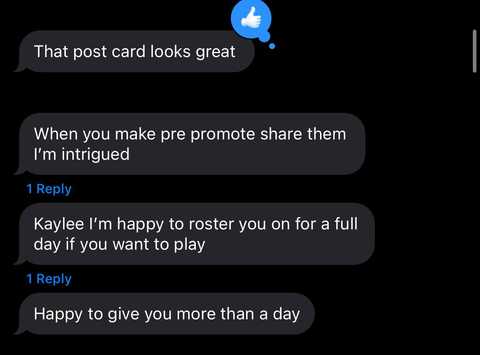 That post card looks great
When you make pre promote share them
I'm intrigued
1 Reply
Kaylee I'm happy to roster you on for a full
day if you want to play
1 Reply
Happy to give you more than a day